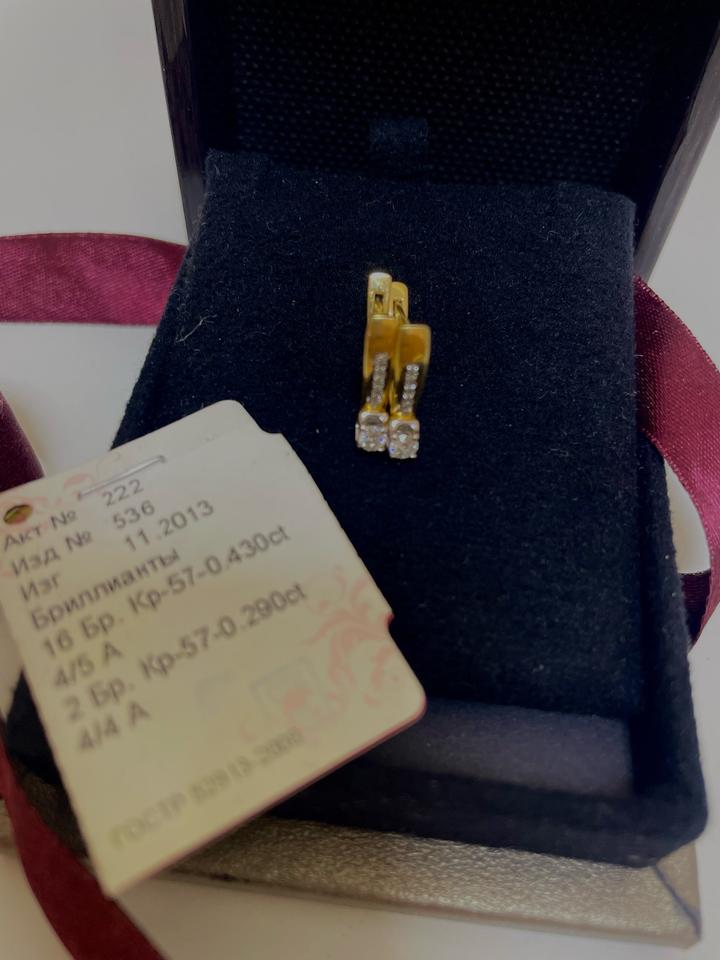 Акт № 222
Изд № 536
Изг 11.2013
Бриллианты
16 Бр. Кр-57-0.430ct
4/5 А
2 Бр. Кр-57-0.290ct
4/4 А
ГОСТР 52913-2008